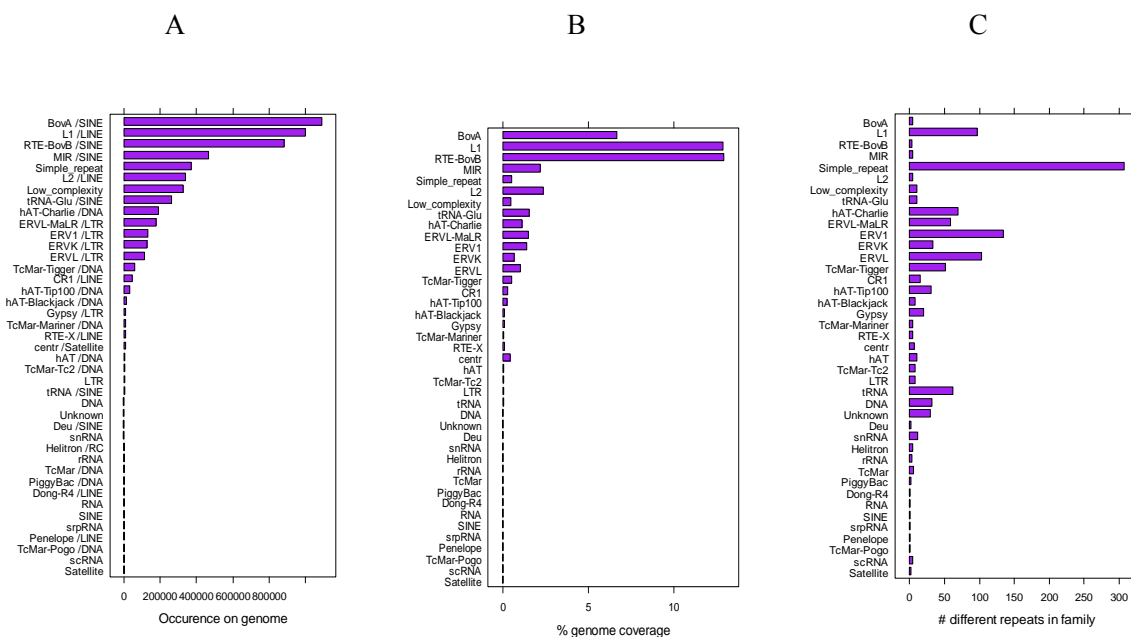 A
B
C
BovA /SINE
L1 /LINE
RTE-BovB /SINE
MIR /SINE
Simple_repeat
L2 /LINE
Low_complexity
tRNA-Glu /SINE
hAT-Charlie /DNA
ERVL-MaLR /LTR
ERV1 /LTR
ERVK /LTR
ERVL /LTR
TcMar-Tigger /DNA
CR1 /LINE
hAT-Tip100 /DNA
hAT-Blackjack /DNA
Gypsy /LTR
TcMar-Mariner /DNA
RTE-X /LINE
centr /Satellite
hAT /DNA
TcMar-Tc2 /DNA
LTR
tRNA /SINE
DNA
Unknown
Deu /SINE
snRNA
Helitron /RC
rRNA
TcMar /DNA
PiggyBac /DNA
Dong-R4 /LINE
RNA
SINE
srpRNA
Penelope /LINE
TcMar-Pogo /DNA
scRNA
Satellite
0 200000 400000 600000 800000
Occurence on genome
BovA
L1
RTE-BovB
MIR
Simple_repeat
L2
Low_complexity
tRNA-Glu
hAT-Charlie
ERVL-MaLR
ERV1
ERVK
ERVL
TcMar-Tigger
CR1
hAT-Tip100
hAT-Blackjack
Gypsy
TcMar-Mariner
RTE-X
centr
hAT
TcMar-Tc2
LTR
tRNA
DNA
Unknown
Deu
snRNA
Helitron
rRNA
TcMar
PiggyBac
Dong-R4
RNA
SINE
srpRNA
Penelope
TcMar-Pogo
scRNA
Satellite
0 5 10
% genome coverage
BovA
L1
RTE-BovB
MIR
Simple_repeat
L2
Low_complexity
tRNA-Glu
hAT-Charlie
ERVL-MaLR
ERV1
ERVK
ERVL
TcMar-Tigger
CR1
hAT-Tip100
hAT-Blackjack
Gypsy
TcMar-Mariner
RTE-X
centr
hAT
TcMar-Tc2
LTR
tRNA
DNA
Unknown
Deu
snRNA
Helitron
rRNA
TcMar
PiggyBac
Dong-R4
RNA
SINE
srpRNA
Penelope
TcMar-Pogo
scRNA
Satellite
0 50 100 150 200 250 300
# different repeats in family